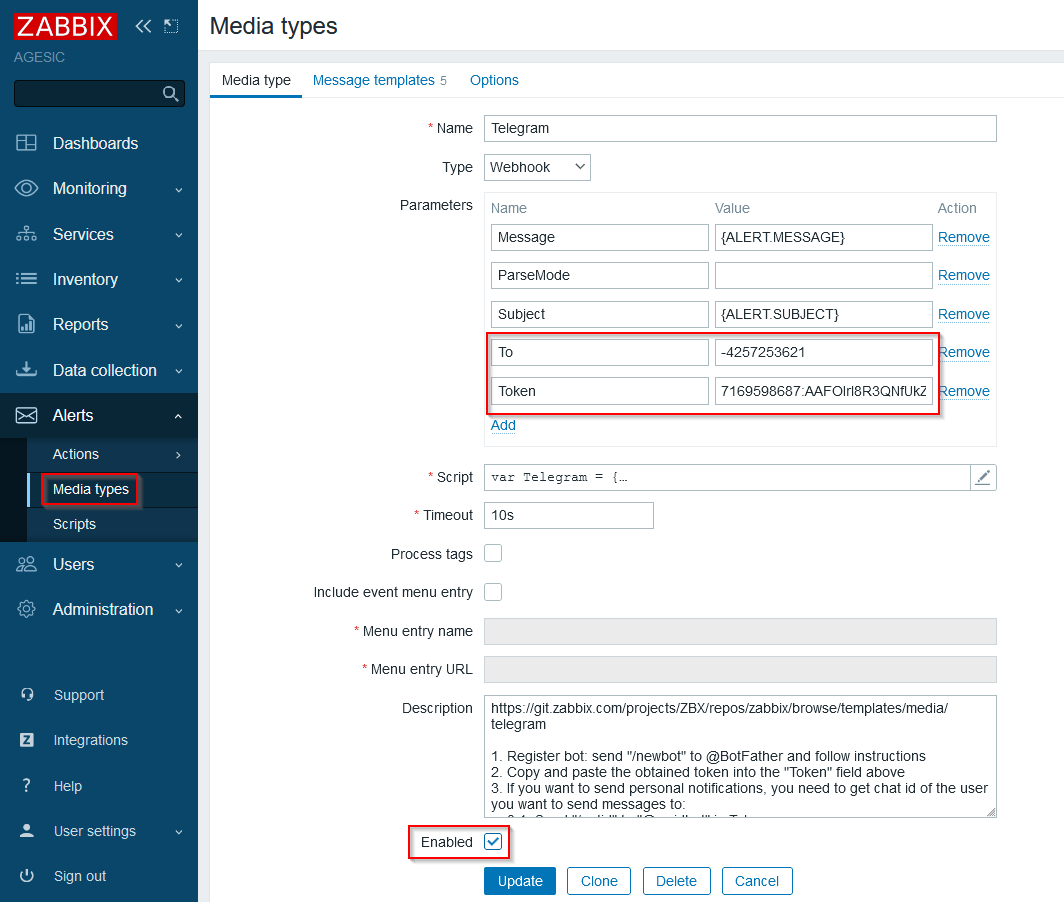 ZABBIX
AGESIC
Dashboards
Monitoring
Services
Inventory
Reports
Data collection
Alerts
Actions
Media types
Scripts
Users
Administration
Support
Z Integrations
? Help
User settings
Sign out
Media types
Media type Message templates 5 Options
* Name Telegram
Type Webhook
Parameters Name Value Action
Message {ALERT.MESSAGE} Remove
ParseMode Remove
Subject {ALERT.SUBJECT} Remove
To -4257253621 Remove
Token 7169598687:AAFOlrl8R3QNfUkZ Remove
Add
* Script var Telegram = {…
* Timeout 10s
Process tags
Include event menu entry
* Menu entry name
* Menu entry URL
Description https://git.zabbix.com/projects/ZBX/repos/zabbix/browse/templates/media/
telegram
1. Register bot: send "/newbot" to @BotFather and follow instructions
2. Copy and paste the obtained token into the "Token" field above
3. If you want to send personal notifications, you need to get chat id of the user
you want to send messages to:
Enabled
Update Clone Delete Cancel